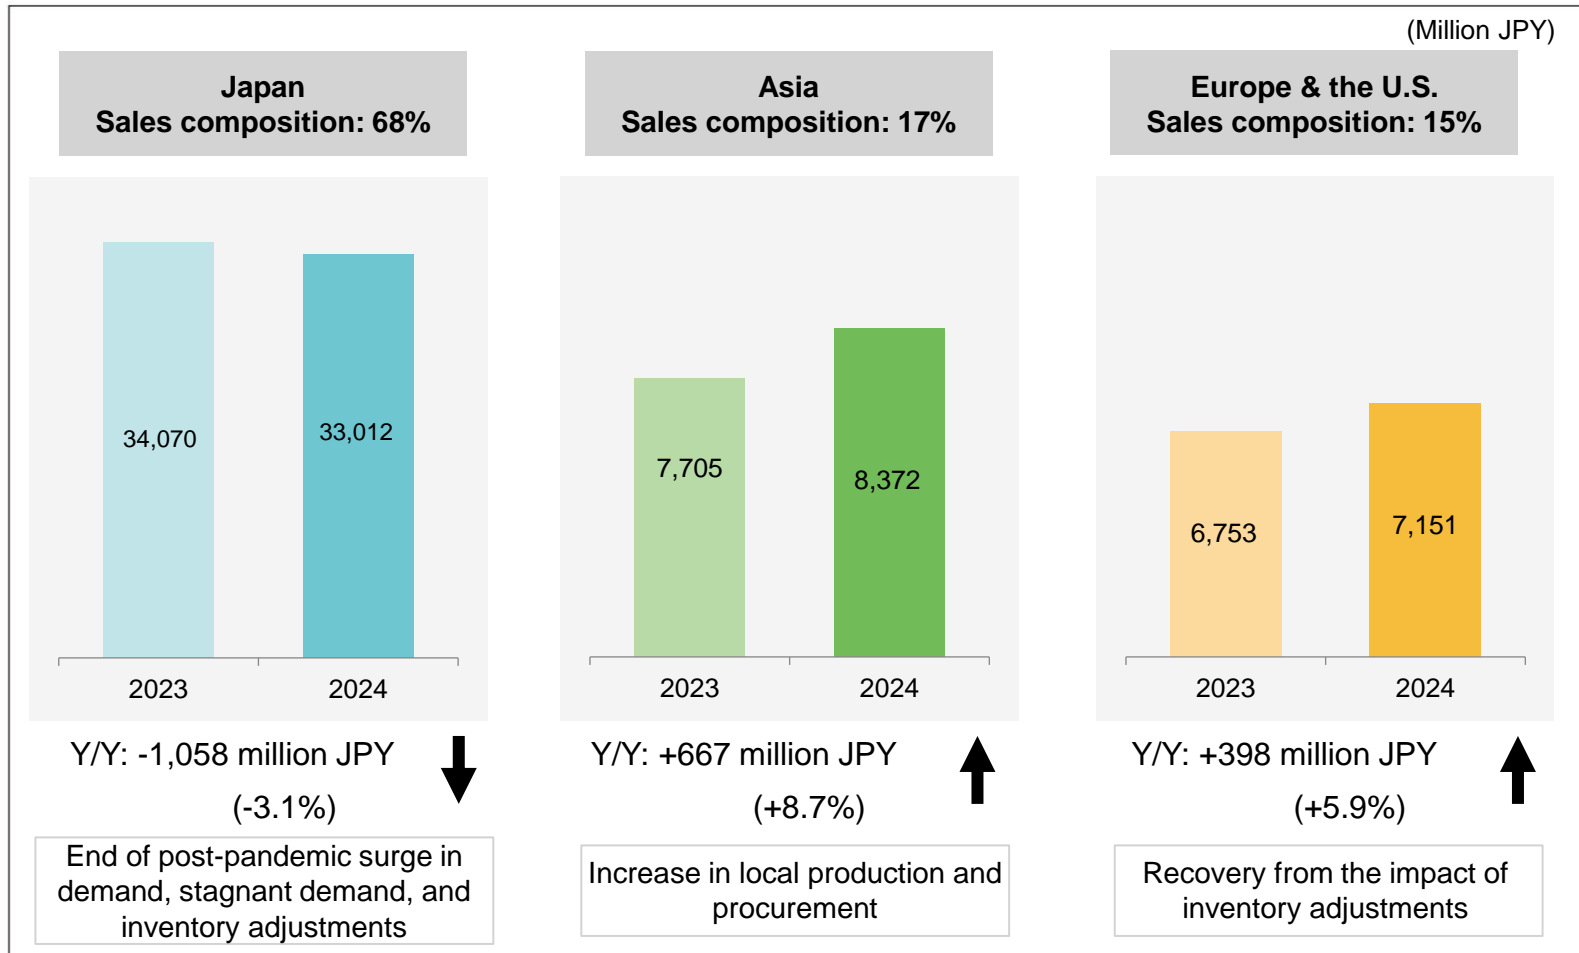 (Million JPY)
Japan
Sales composition: 68%
34,070
33,012
2023
2024
Y/Y: -1,058 million JPY
(-3.1%)
End of post-pandemic surge in
demand, stagnant demand, and
inventory adjustments
Asia
Sales composition: 17%
7,705
8,372
2023
2024
Y/Y: +667 million JPY
(+8.7%)
Increase in local production and
procurement
Europe & the U.S.
Sales composition: 15%
6,753
7,151
2023
2024
Y/Y: +398 million JPY
(+5.9%)
Recovery from the impact of
inventory adjustments